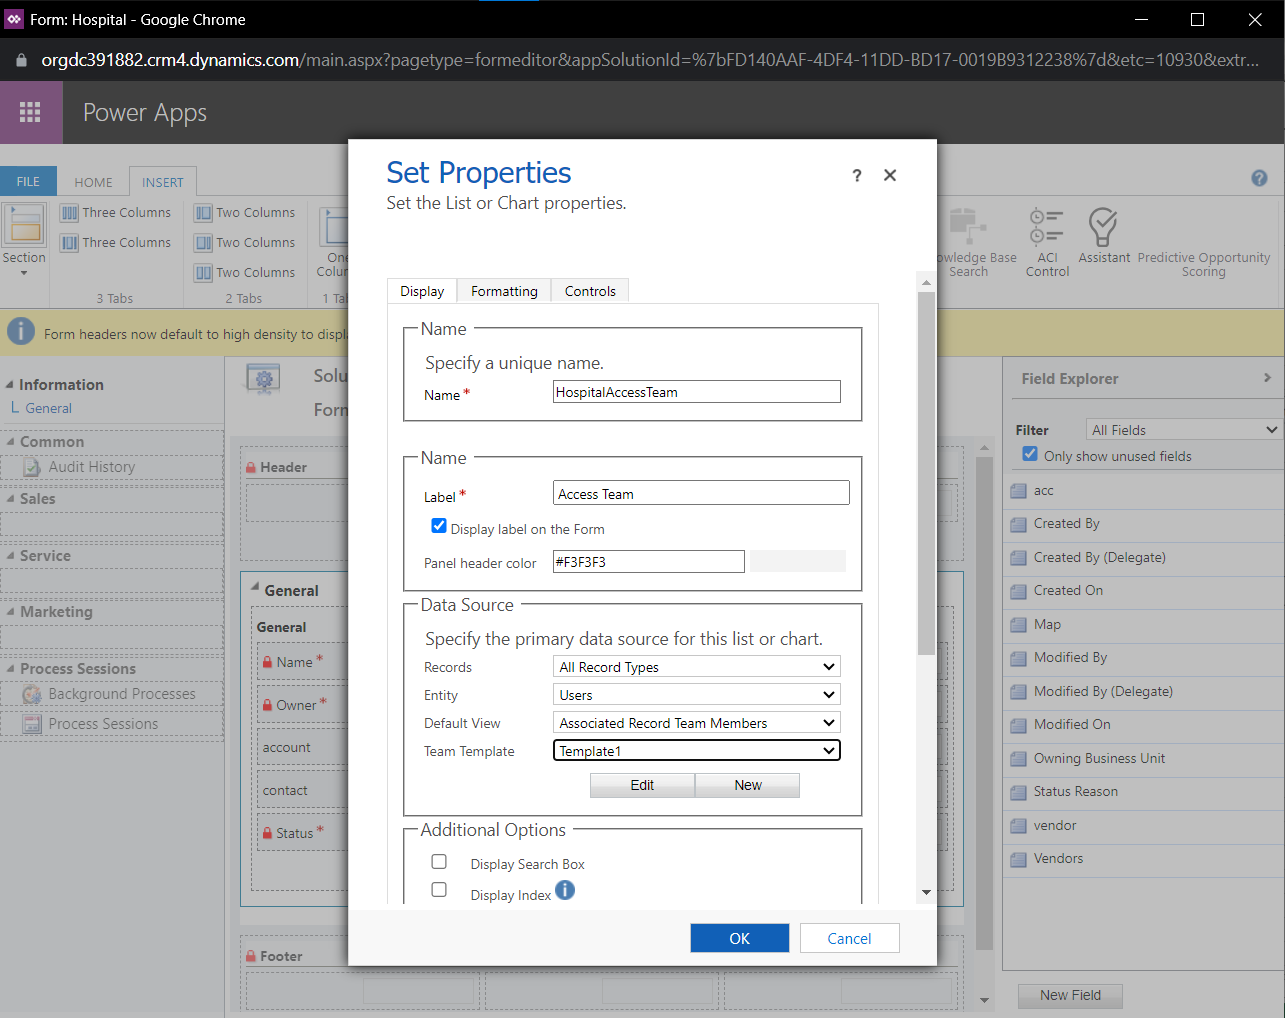 Form: Hospital - Google Chrome
orgdc391882.crm4.dynamics.com/main.aspx?pagetype=formeditor&appSolutionId=%7bFD140AAF-4DF4-11DD-BD17-0019B9312238%7d&etc=10930&extr...
Power Apps
FILE
HOME
INSERT
Section
Three Columns
Three Columns
3 Tabs
Two Columns
Two Columns
Two Columns
2 Tabs
One
Colu
1 Ta
wledge Base
Search
ACI
Control
Assistant
Predictive Opportunity
Scoring
Form headers now default to high density to displ
Information
General
Common
Audit History
Sales
Service
Marketing
Process Sessions
Background Processes
Process Sessions
Solu
Form
Header
General
General
Name *
Owner *
account
contact
Status *
Footer
Set Properties
Set the List or Chart properties.
?
Display
Formatting
Controls
Name
Specify a unique name.
Name * HospitalAccessTeam
Name
Label * Access Team
Display label on the Form
Panel header color #F3F3F3
Data Source
Specify the primary data source for this list or chart.
Records All Record Types
Entity Users
Default View Associated Record Team Members
Team Template Template1
Edit
New
Additional Options
Display Search Box
Display Index
OK
Cancel
Field Explorer
Filter All Fields
Only show unused fields
acc
Created By
Created By (Delegate)
Created On
Map
Modified By
Modified By (Delegate)
Modified On
Owning Business Unit
Status Reason
vendor
Vendors
New Field